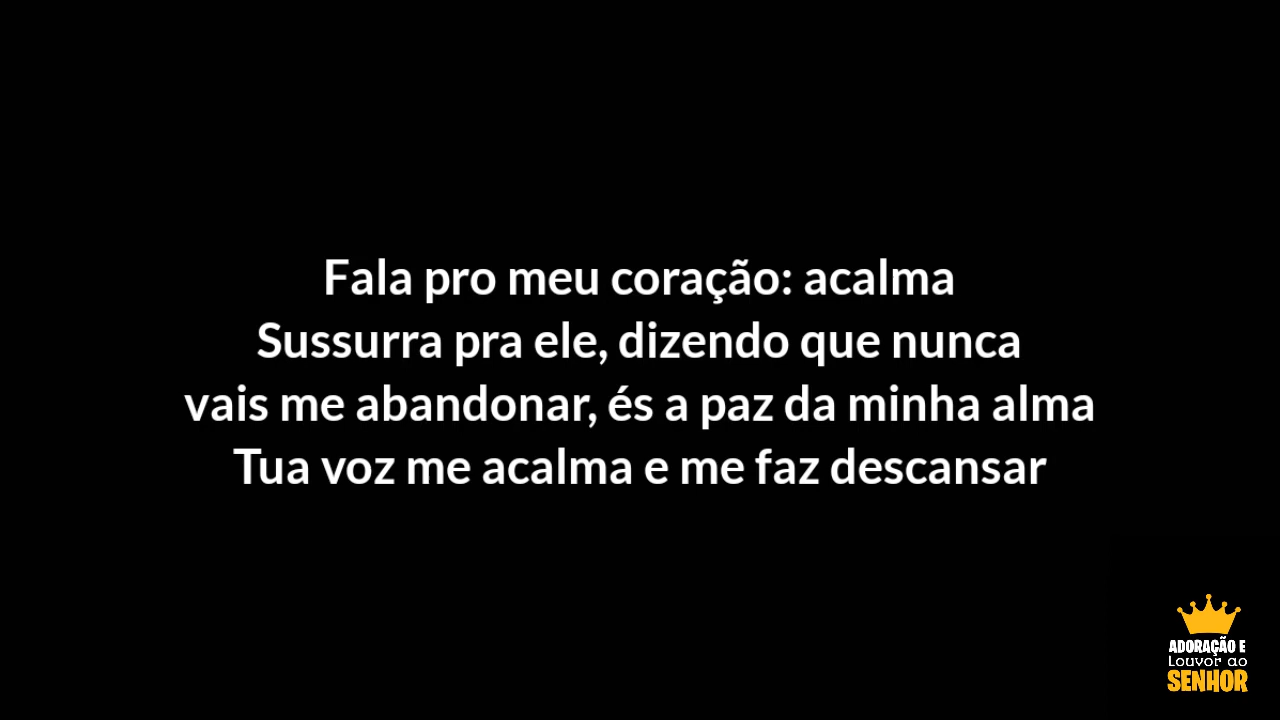 Fala pro meu coração: acalma
Sussurra pra ele, dizendo que nunca
vais me abandonar, és a paz da minha alma
Tua voz me acalma e me faz descansar
ADORAÇÃO E
Louvor ao
SENHOR